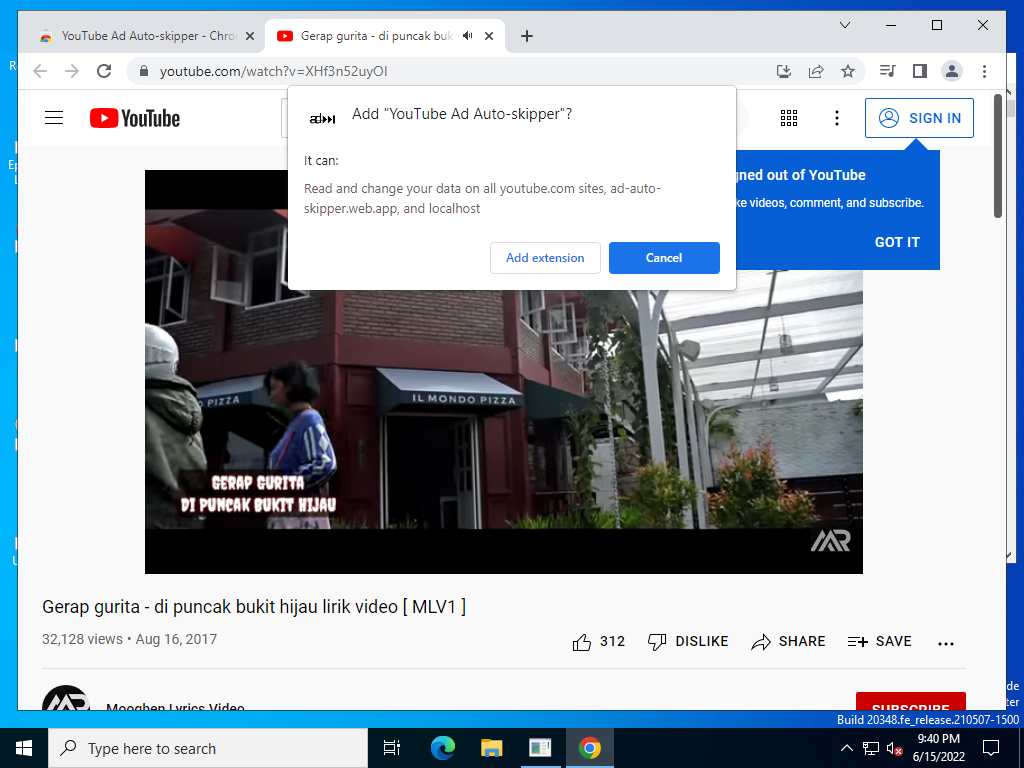 YouTube Ad Auto-skipper - Chro
Gerap gurita - di puncak buk
youtube.com/watch?v=XHf3n52uyOI
YouTube
SIGN IN
ad
Add "YouTube Ad Auto-skipper"?
It can:
Read and change your data on all youtube.com sites, ad-auto-
skipper.web.app, and localhost
Add extension
Cancel
gned out of YouTube
ke videos, comment, and subscribe.
GOT IT
PIZZA
IL MONDO PIZZA
GERAP GURITA
DI PUNCAK BUKIT HIJAU
MR
Gerap gurita - di puncak bukit hijau lirik video [ MLV1 ]
32,128 views • Aug 16, 2017
312
DISLIKE
SHARE
SAVE
Mooghen Lyrics Video
SUBSCRIBE
Build 20348.fe_release.210507-1500
Type here to search
9:40 PM
6/15/2022